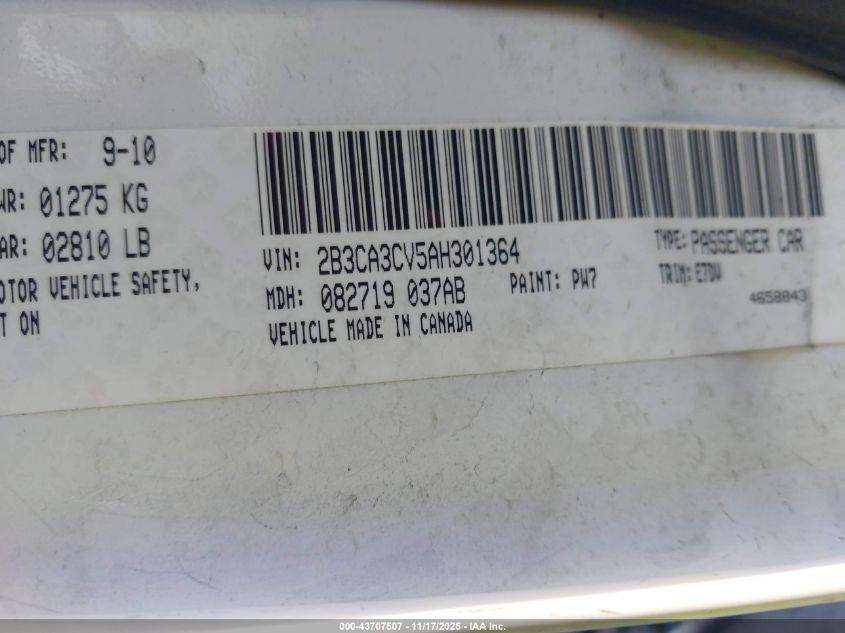 OF MFR: 9-10
WR: 01275 KG
AR: 02810 LB
OTOR VEHICLE SAFETY,
T ON
VIN: 2B3CA3CV5AH301364
MDH: 082719 037AB
PAINT: PW7
VEHICLE MADE IN CANADA
TYPE: PASSENGER CAR
TRIM: E7DV
4658843
000-43707507 - 11/17/2025 - IAA Inc.